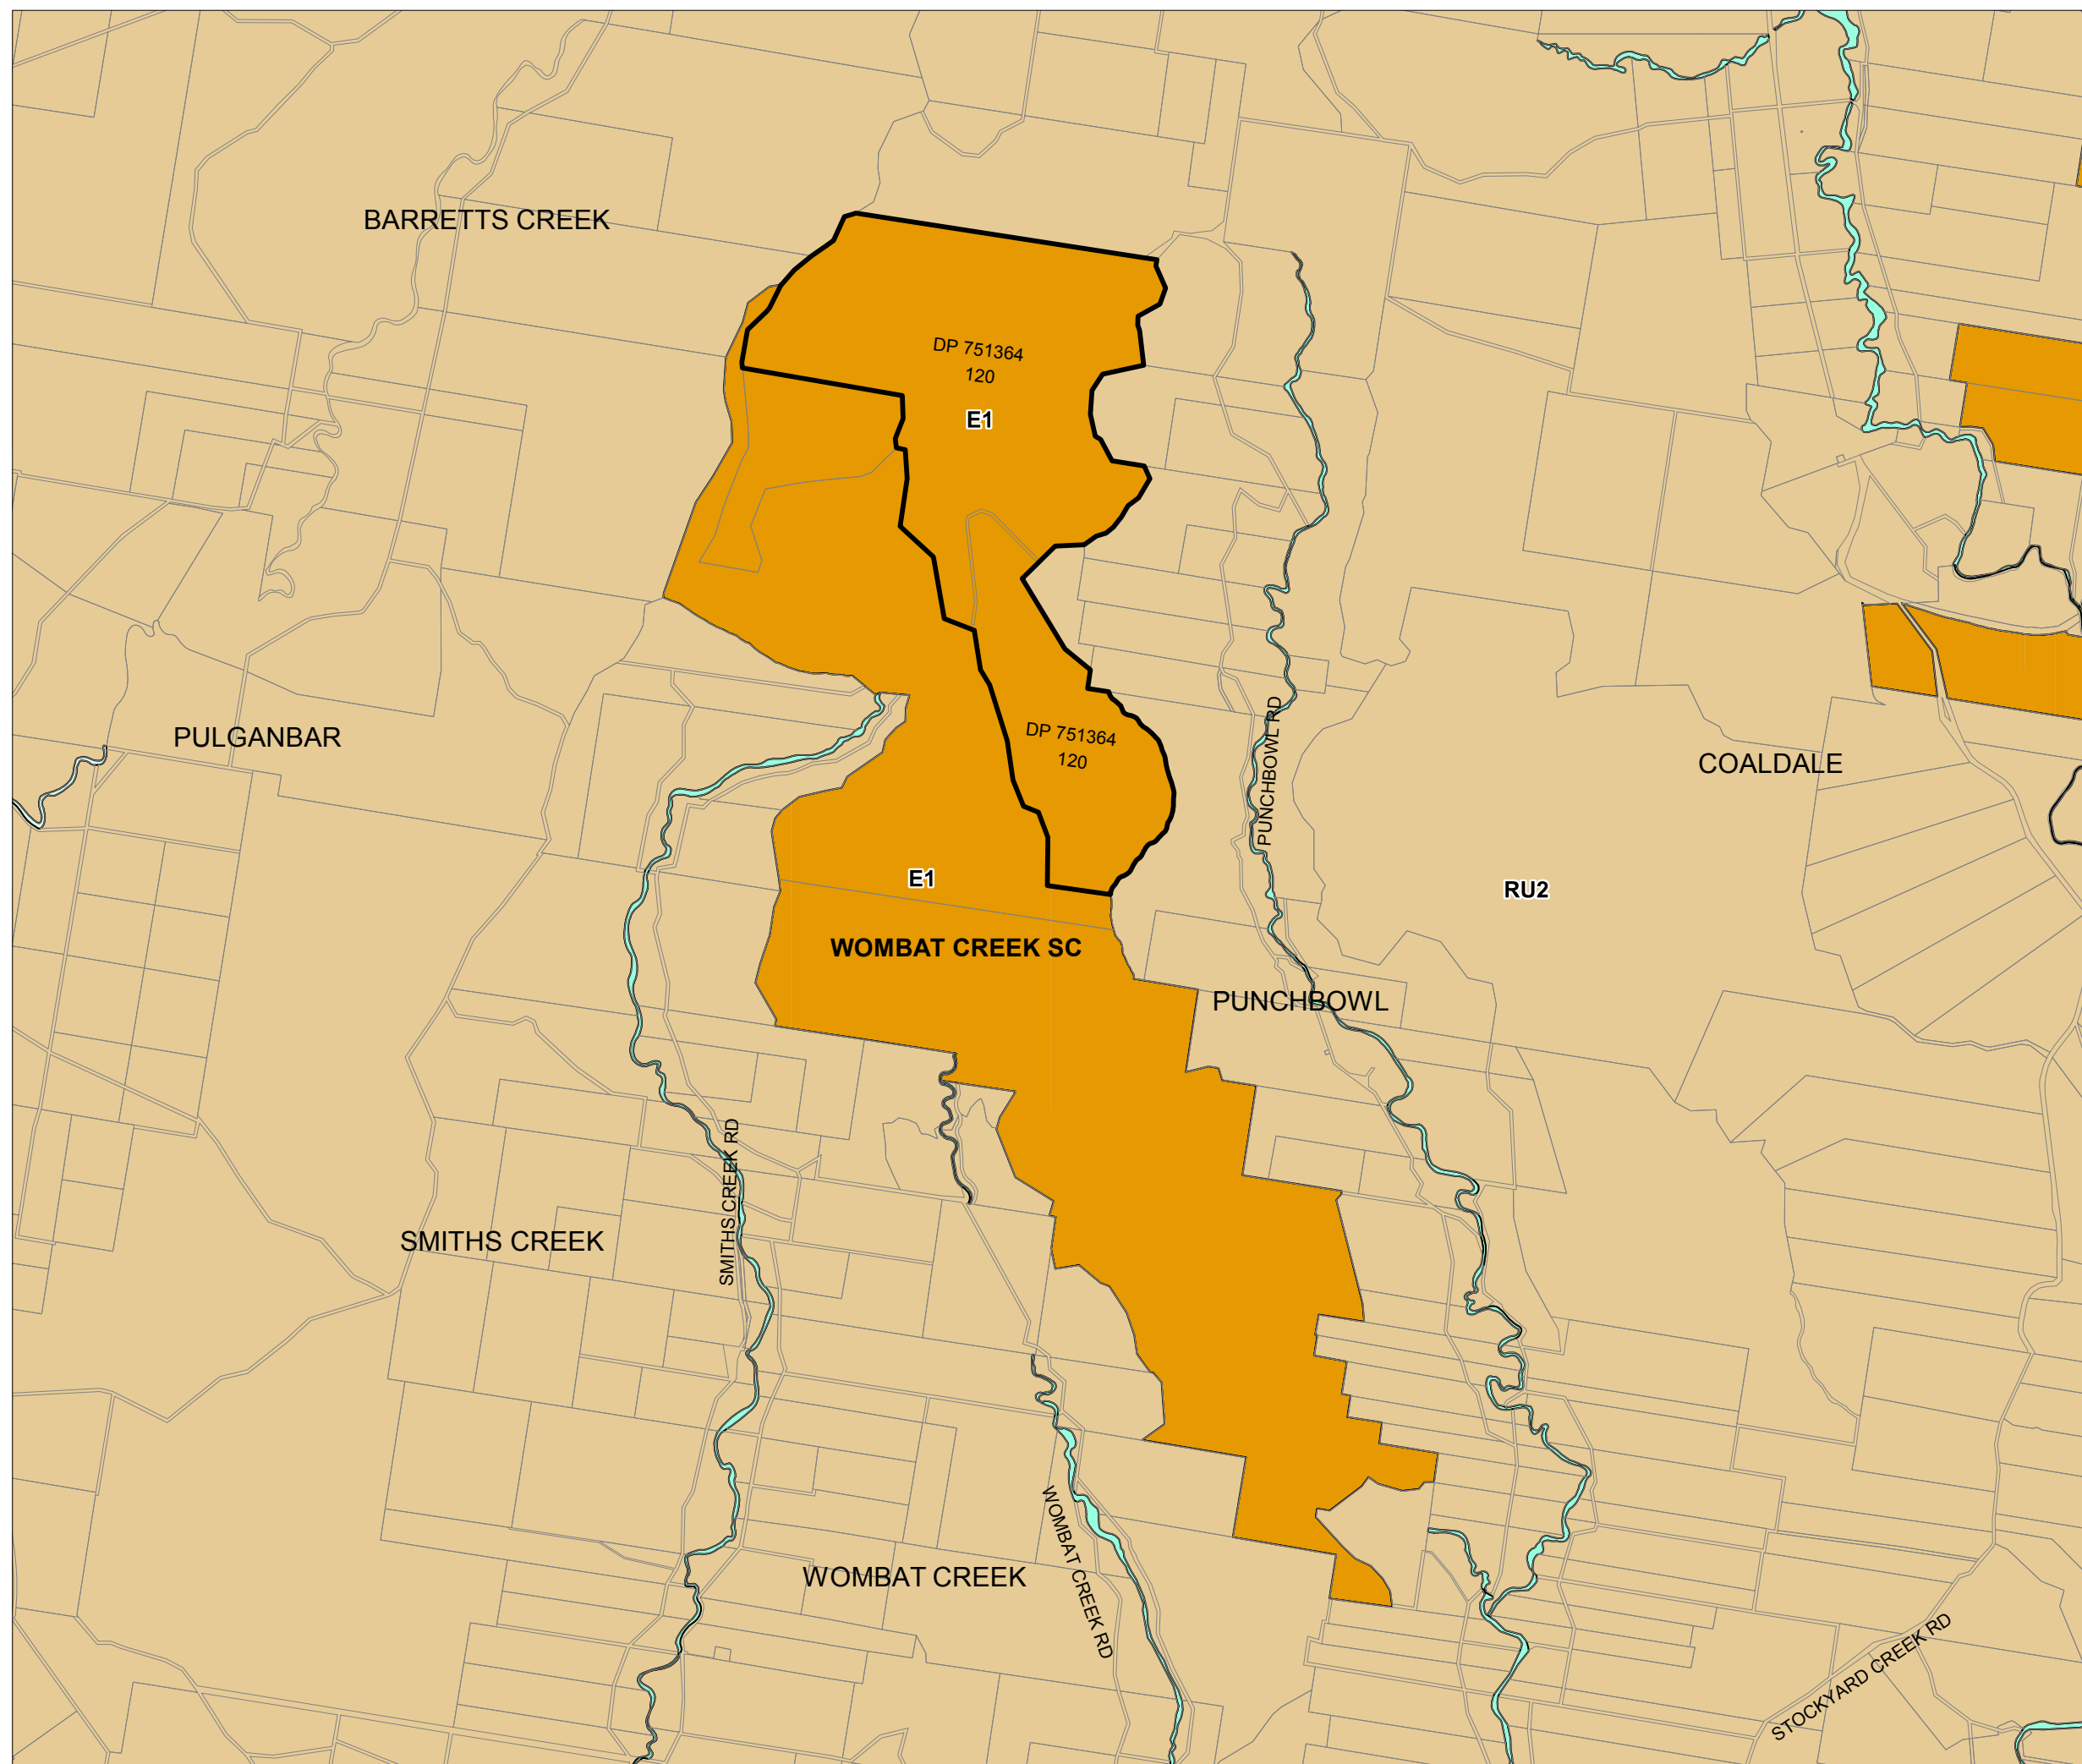 BARRETTS CREEK
DP 751364
120
E1
PULGANBAR
DP 751364
120
PUNCHBOWL RD
COALDALE
E1
RU2
WOMBAT CREEK SC
PUNCHBOWL
SMITHS CREEK RD
SMITHS CREEK
WOMBAT CREEK RD
WOMBAT CREEK
STOCKYARD CREEK RD